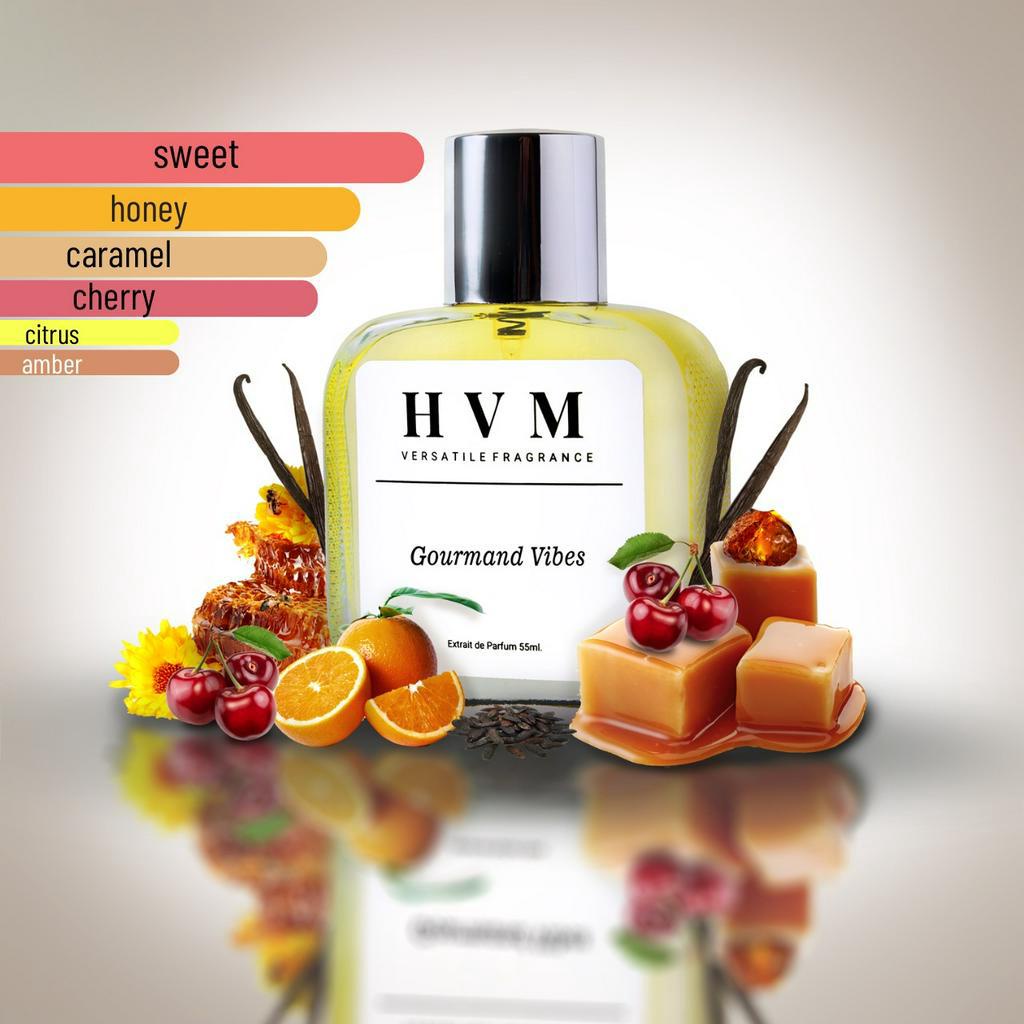 sweet
honey
caramel
cherry
citrus
amber
HVM
VERSATILE FRAGRANCE
Gourmand Vibes
Extrait de Parfum 55ml.